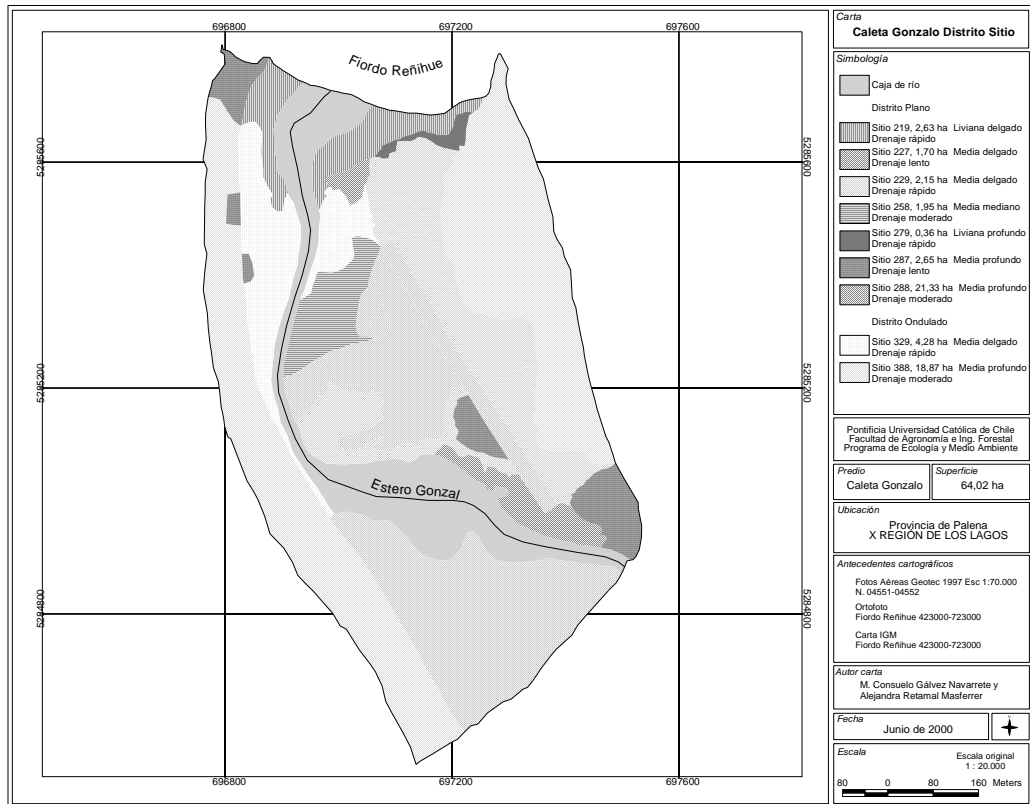 696800
697200
697600
Fiordo Reñihue
5285600
5285600
5285200
5285200
Estero Gonzal
5284800
5284800
696800
697200
697600
Carta
Caleta Gonzalo Distrito Sitio
Simbología
Caja de río
Distrito Plano
Sitio 219, 2,63 ha Liviana delgado
Drenaje rápido
Sitio 227, 1,70 ha Media delgado
Drenaje lento
Sitio 229, 2,15 ha Media delgado
Drenaje rápido
Sitio 258, 1,95 ha Media mediano
Drenaje moderado
Sitio 279, 0,36 ha Liviana profundo
Drenaje rápido
Sitio 287, 2,65 ha Media profundo
Drenaje lento
Sitio 288, 21,33 ha Media profundo
Drenaje moderado
Distrito Ondulado
Sitio 329, 4,28 ha Media delgado
Drenaje rápido
Sitio 388, 18,87 ha Media profundo
Drenaje moderado
Pontificia Universidad Católica de Chile
Facultad de Agronomía e Ing. Forestal
Programa de Ecología y Medio Ambiente
Predio
Caleta Gonzalo
Superficie
64,02 ha
Ubicación
Provincia de Palena
X REGIÓN DE LOS LAGOS
Antecedentes cartográficos
Fotos Aéreas Geotec 1997 Esc 1:70.000
N. 04551-04552
Ortofoto
Fiordo Reñihue 423000-723000
Carta IGM
Fiordo Reñihue 423000-723000
Autor carta
M. Consuelo Gálvez Navarrete y
Alejandra Retamal Masferrer
Fecha
Junio de 2000
Escala
Escala original
1 : 20.000
80 0 80 160 Meters